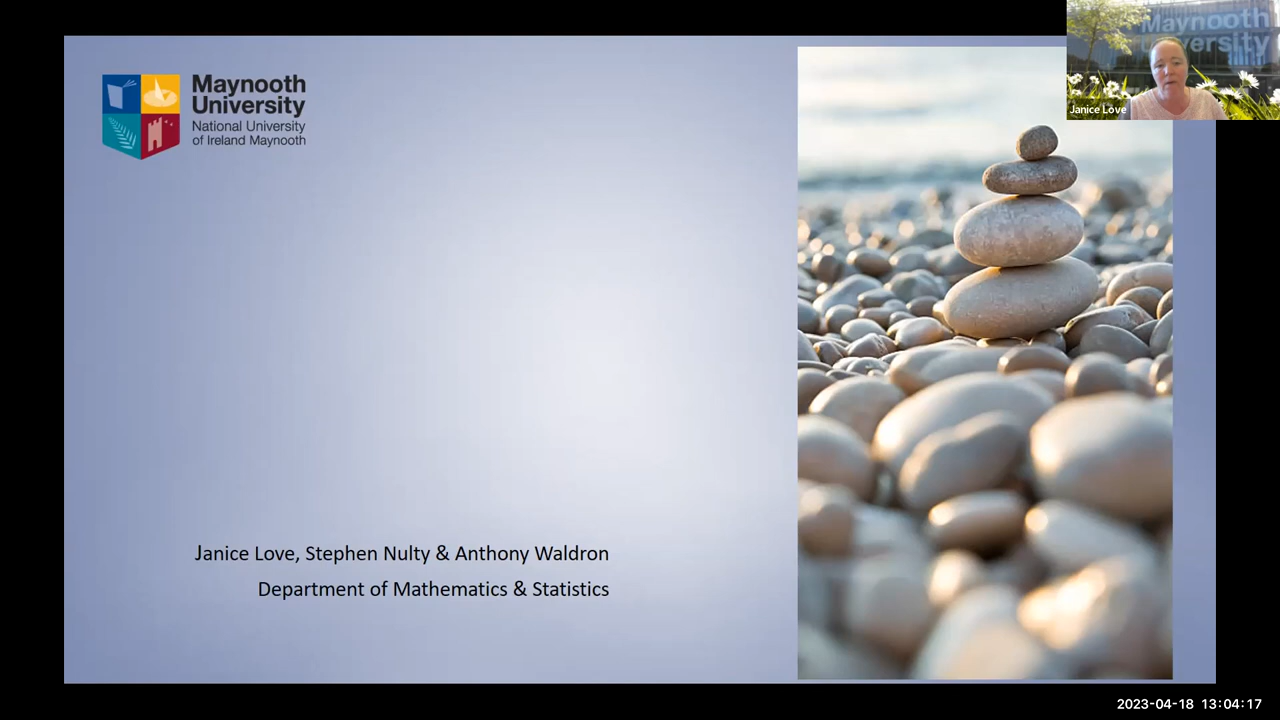 Maynooth
University
National University
of Ireland Maynooth
Maynooth
University
Janice Love
Janice Love, Stephen Nulty & Anthony Waldron
Department of Mathematics & Statistics
2023-04-18 13:04:17